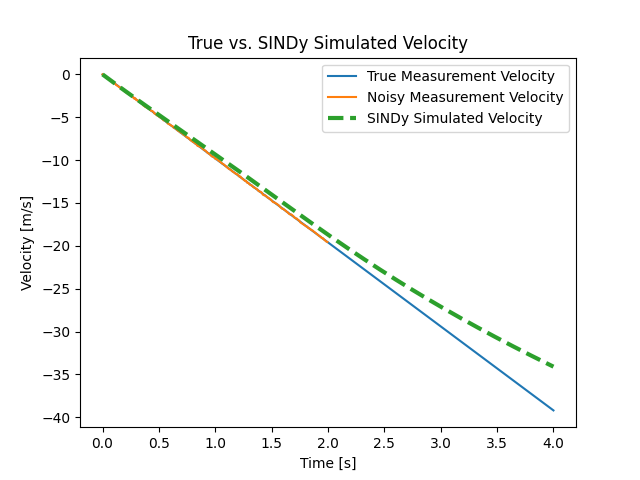 True vs. SINDy Simulated Velocity
True Measurement Velocity
Noisy Measurement Velocity
SINDy Simulated Velocity
Velocity [m/s]
0
−5
−10
−15
−20
−25
−30
−35
−40
0.0 0.5 1.0 1.5 2.0 2.5 3.0 3.5 4.0
Time [s]